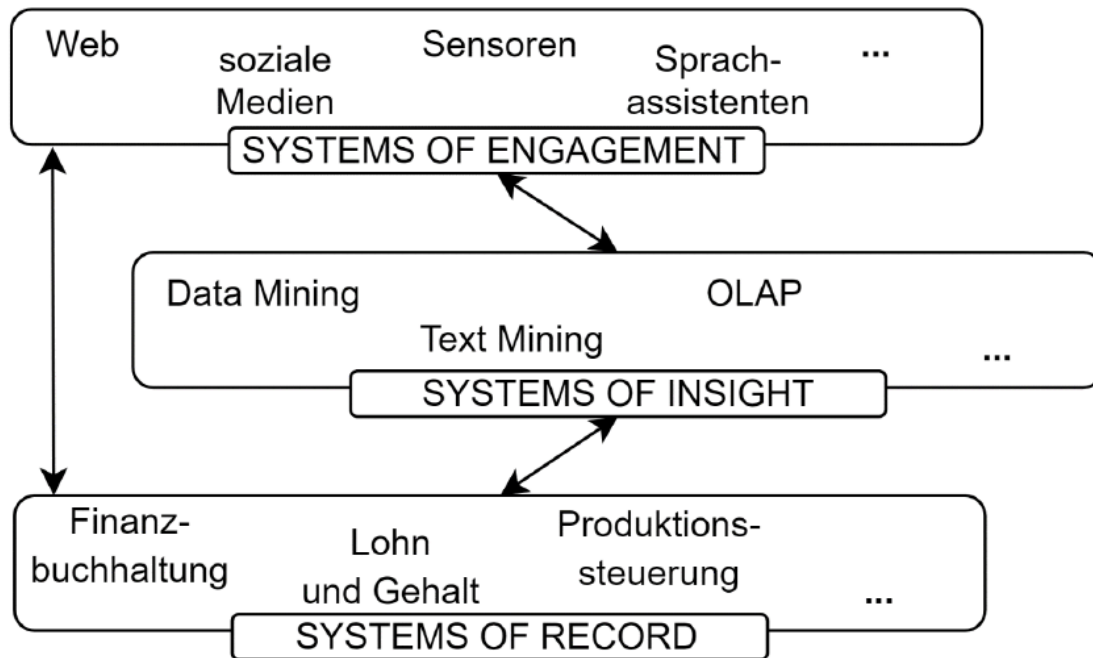 Web
soziale
Medien
Sensoren
Sprach-
assistenten
...
SYSTEMS OF ENGAGEMENT
Data Mining
Text Mining
OLAP
...
SYSTEMS OF INSIGHT
Finanz-
buchhaltung
Lohn
und Gehalt
Produktions-
steuerung
...
SYSTEMS OF RECORD